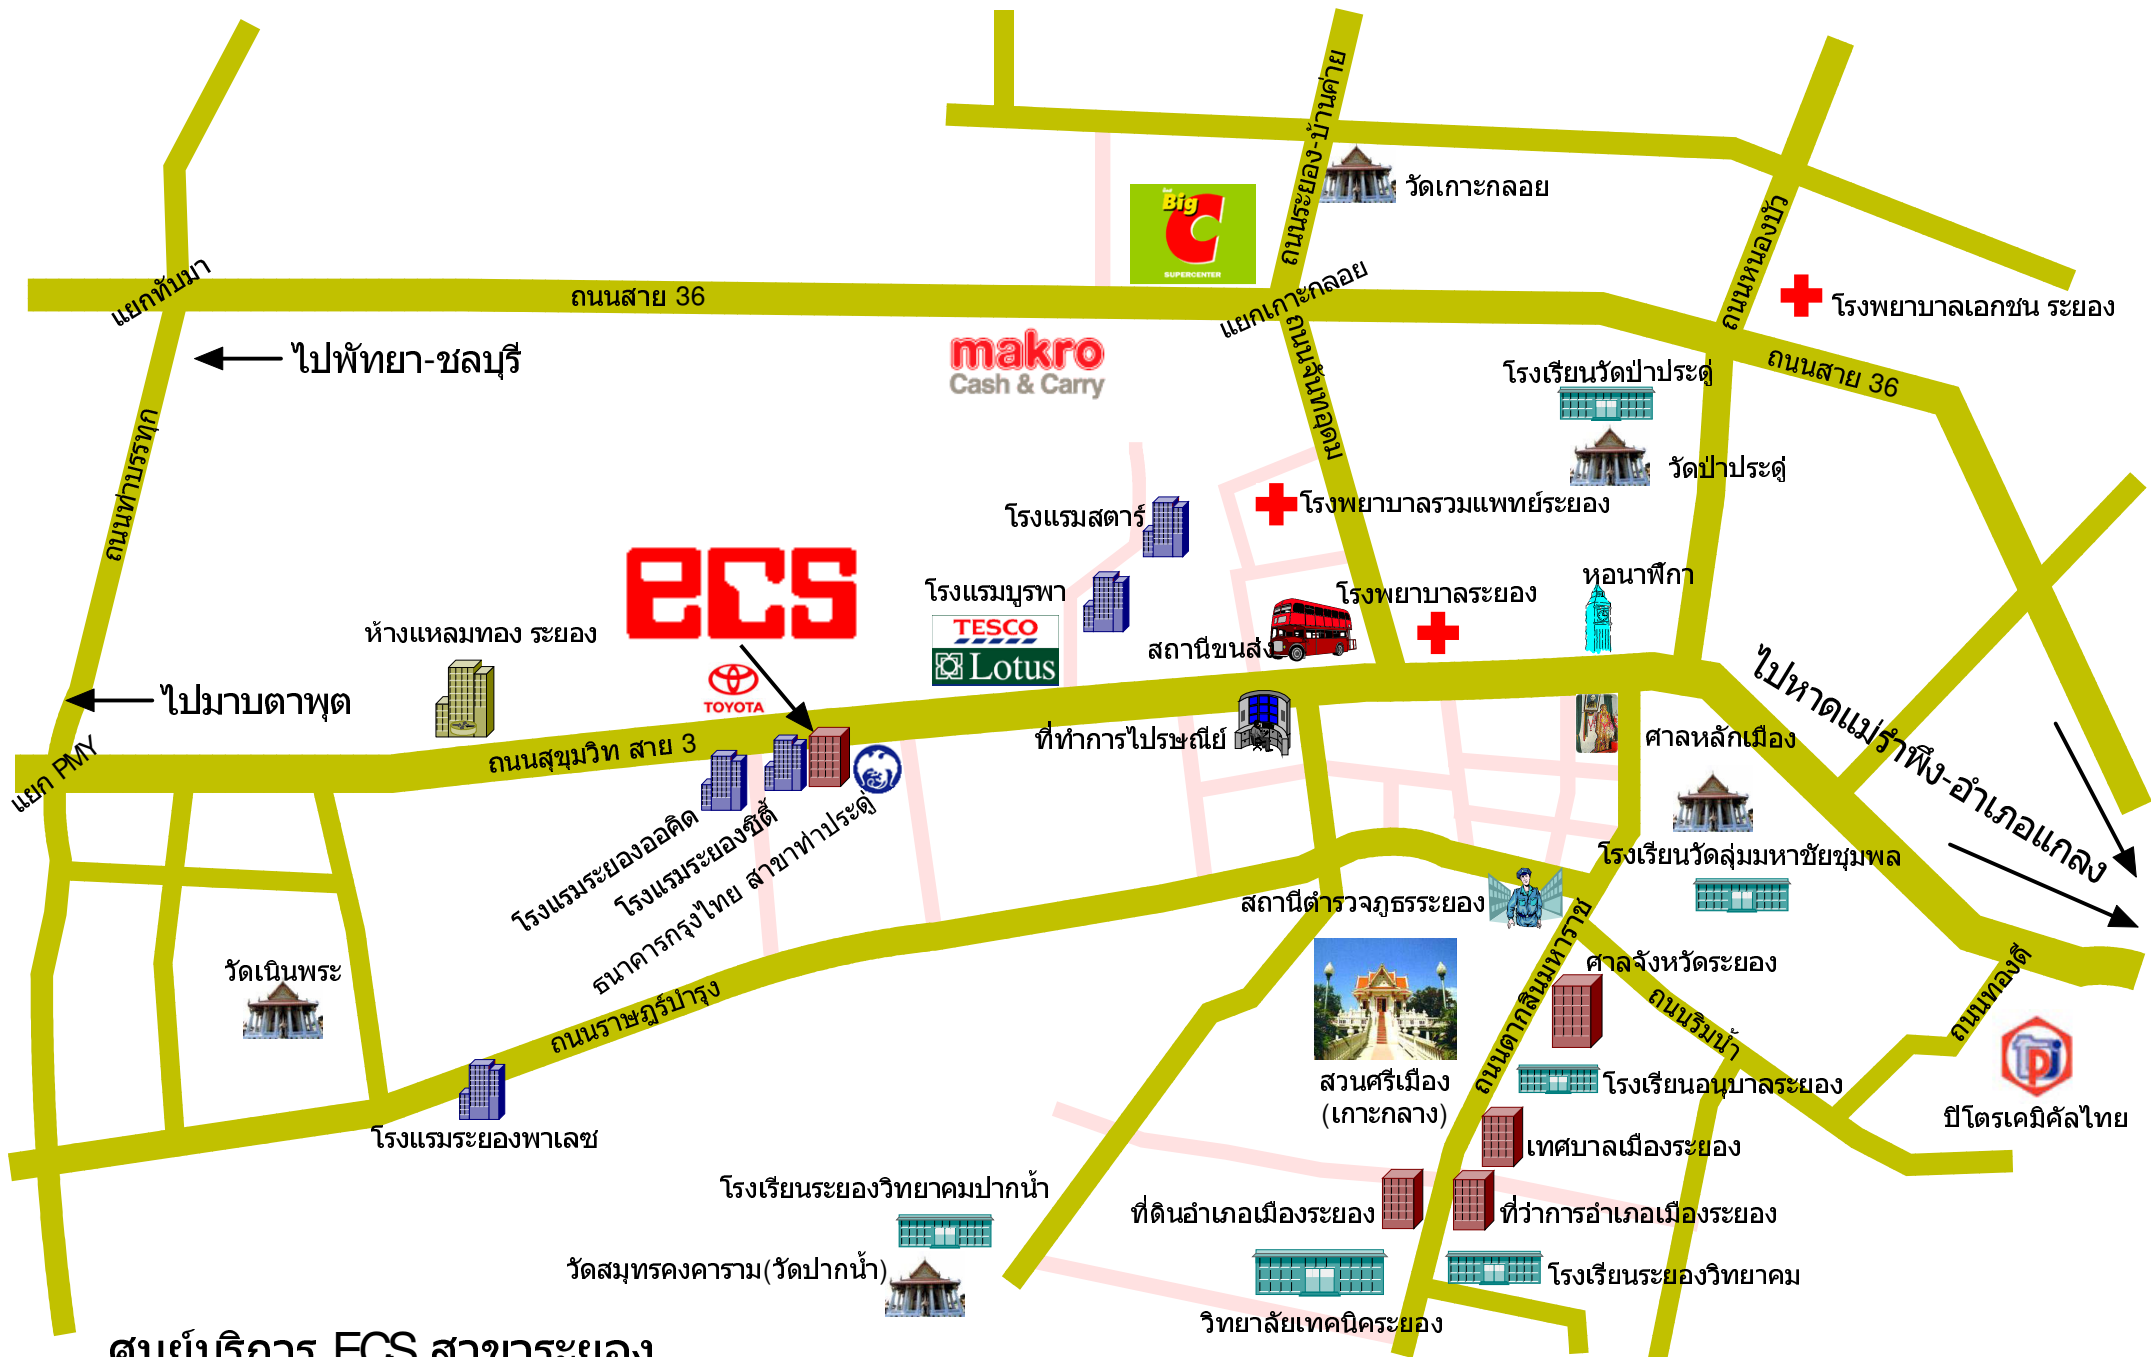 ถนนระยอง-บ้านค่าย
วัดเกาะกลอย
Big
C
SUPERCENTER
ถนนหนองบัว
แยกทับมา
ถนนสาย 36
แยกเกาะกลอย
โรงพยาบาลเอกชน ระยอง
ไปพัทยา-ชลบุรี
makro
Cash & Carry
ถนนจันทอุดม
โรงเรียนวัดป่าประดู่
ถนนสาย 36
ถนนท่าบรรทุก
วัดป่าประดู่
โรงแรมสตาร์
โรงพยาบาลรวมแพทย์ระยอง
ecs
โรงแรมบูรพา
โรงพยาบาลระยอง
หอนาฬิกา
TESCO
Lotus
ห้างแหลมทอง ระยอง
สถานีขนส่ง
TOYOTA
ไปมาบตาพุต
แยก PMY
ถนนสุขุมวิท สาย 3
ที่ทำการไปรษณีย์
ศาลหลักเมือง
ไปหาดแม่รำพึง-อำเภอแกลง
โรงแรมระยองออคิด
โรงแรมระยองซิตี้
ธนาคารกรุงไทย สาขาท่าประดู่
โรงเรียนวัดลุ่มมหาชัยชุมพล
สถานีตำรวจภูธรระยอง
วัดเนินพระ
ถนนราษฎร์บำรุง
ถนนตากสินมหาราช
ศาลจังหวัดระยอง
ถนนริมน้ำ
ถนนทองดี
tpi
ปิโตรเคมิคัลไทย
สวนศรีเมือง
(เกาะกลาง)
โรงเรียนอนุบาลระยอง
โรงแรมระยองพาเลซ
เทศบาลเมืองระยอง
โรงเรียนระยองวิทยาคมปากน้ำ
ที่ดินอำเภอเมืองระยอง
ที่ว่าการอำเภอเมืองระยอง
วัดสมุทรคงคาราม(วัดปากน้ำ)
โรงเรียนระยองวิทยาคม
วิทยาลัยเทคนิคระยอง
ศูนย์บริการ ECS สาขาระยอง